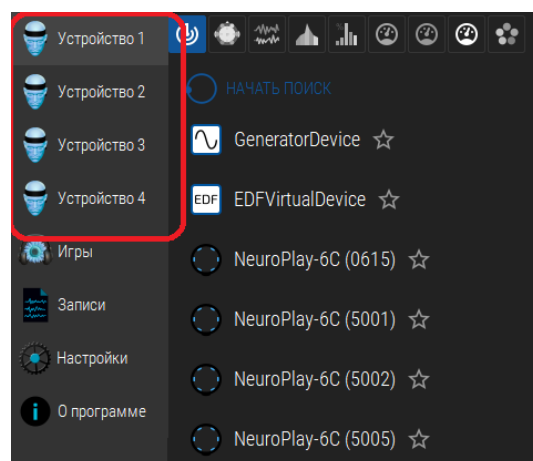 Устройство 1
Устройство 2
Устройство 3
Устройство 4
Игры
Записи
Настройки
О программе
НАЧАТЬ ПОИСК
GeneratorDevice
EDF EDFVirtualDevice
NeuroPlay-6C (0615)
NeuroPlay-6C (5001)
NeuroPlay-6C (5002)
NeuroPlay-6C (5005)